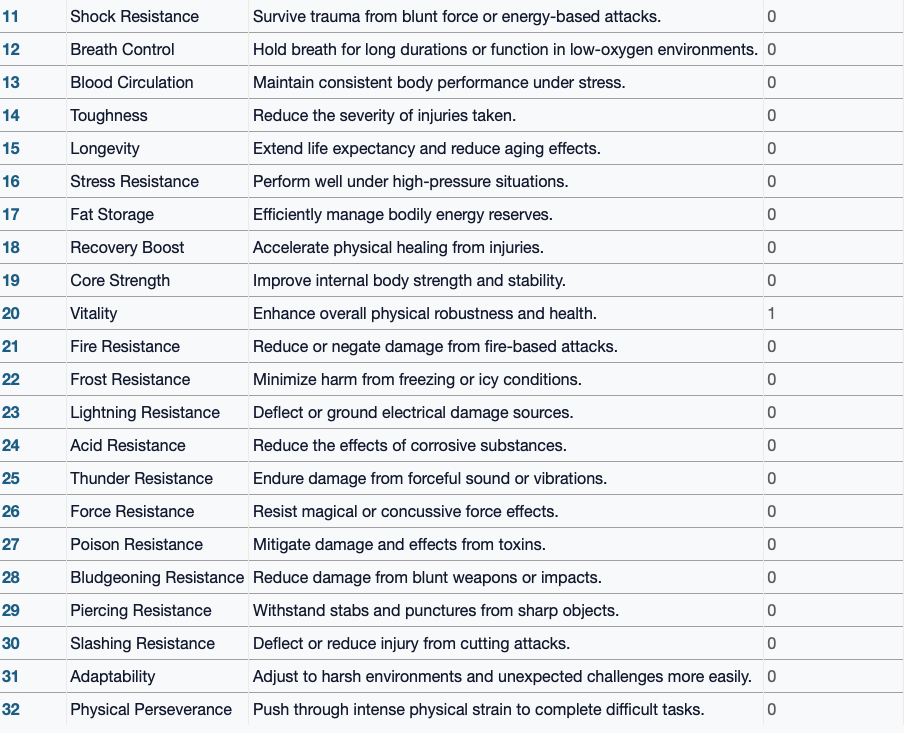 11 Shock Resistance Survive trauma from blunt force or energy-based attacks. 0
12 Breath Control Hold breath for long durations or function in low-oxygen environments. 0
13 Blood Circulation Maintain consistent body performance under stress. 0
14 Toughness Reduce the severity of injuries taken. 0
15 Longevity Extend life expectancy and reduce aging effects. 0
16 Stress Resistance Perform well under high-pressure situations. 0
17 Fat Storage Efficiently manage bodily energy reserves. 0
18 Recovery Boost Accelerate physical healing from injuries. 0
19 Core Strength Improve internal body strength and stability. 0
20 Vitality Enhance overall physical robustness and health. 1
21 Fire Resistance Reduce or negate damage from fire-based attacks. 0
22 Frost Resistance Minimize harm from freezing or icy conditions. 0
23 Lightning Resistance Deflect or ground electrical damage sources. 0
24 Acid Resistance Reduce the effects of corrosive substances. 0
25 Thunder Resistance Endure damage from forceful sound or vibrations. 0
26 Force Resistance Resist magical or concussive force effects. 0
27 Poison Resistance Mitigate damage and effects from toxins. 0
28 Bludgeoning Resistance Reduce damage from blunt weapons or impacts. 0
29 Piercing Resistance Withstand stabs and punctures from sharp objects. 0
30 Slashing Resistance Deflect or reduce injury from cutting attacks. 0
31 Adaptability Adjust to harsh environments and unexpected challenges more easily. 0
32 Physical Perseverance Push through intense physical strain to complete difficult tasks. 0